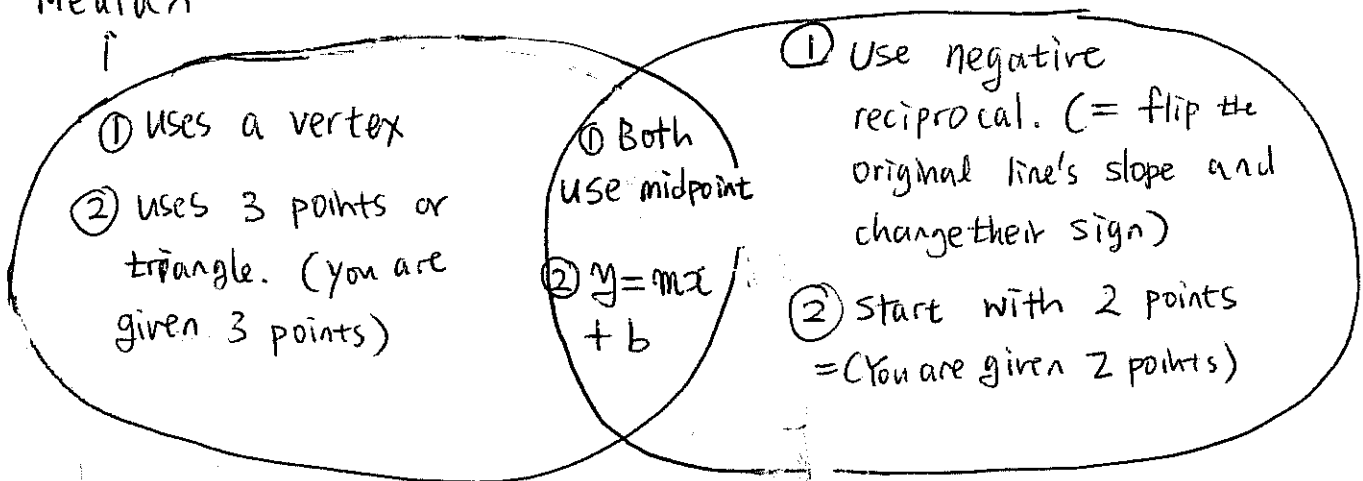 Median
① uses a vertex
② uses 3 points or
triangle. (you are
given 3 points)
① Both
use midpoint
② y=mx
+ b
① Use negative
reciprocal. (= flip the
original line's slope and
change their sign)
② Start with 2 points
=(You are given 2 points)